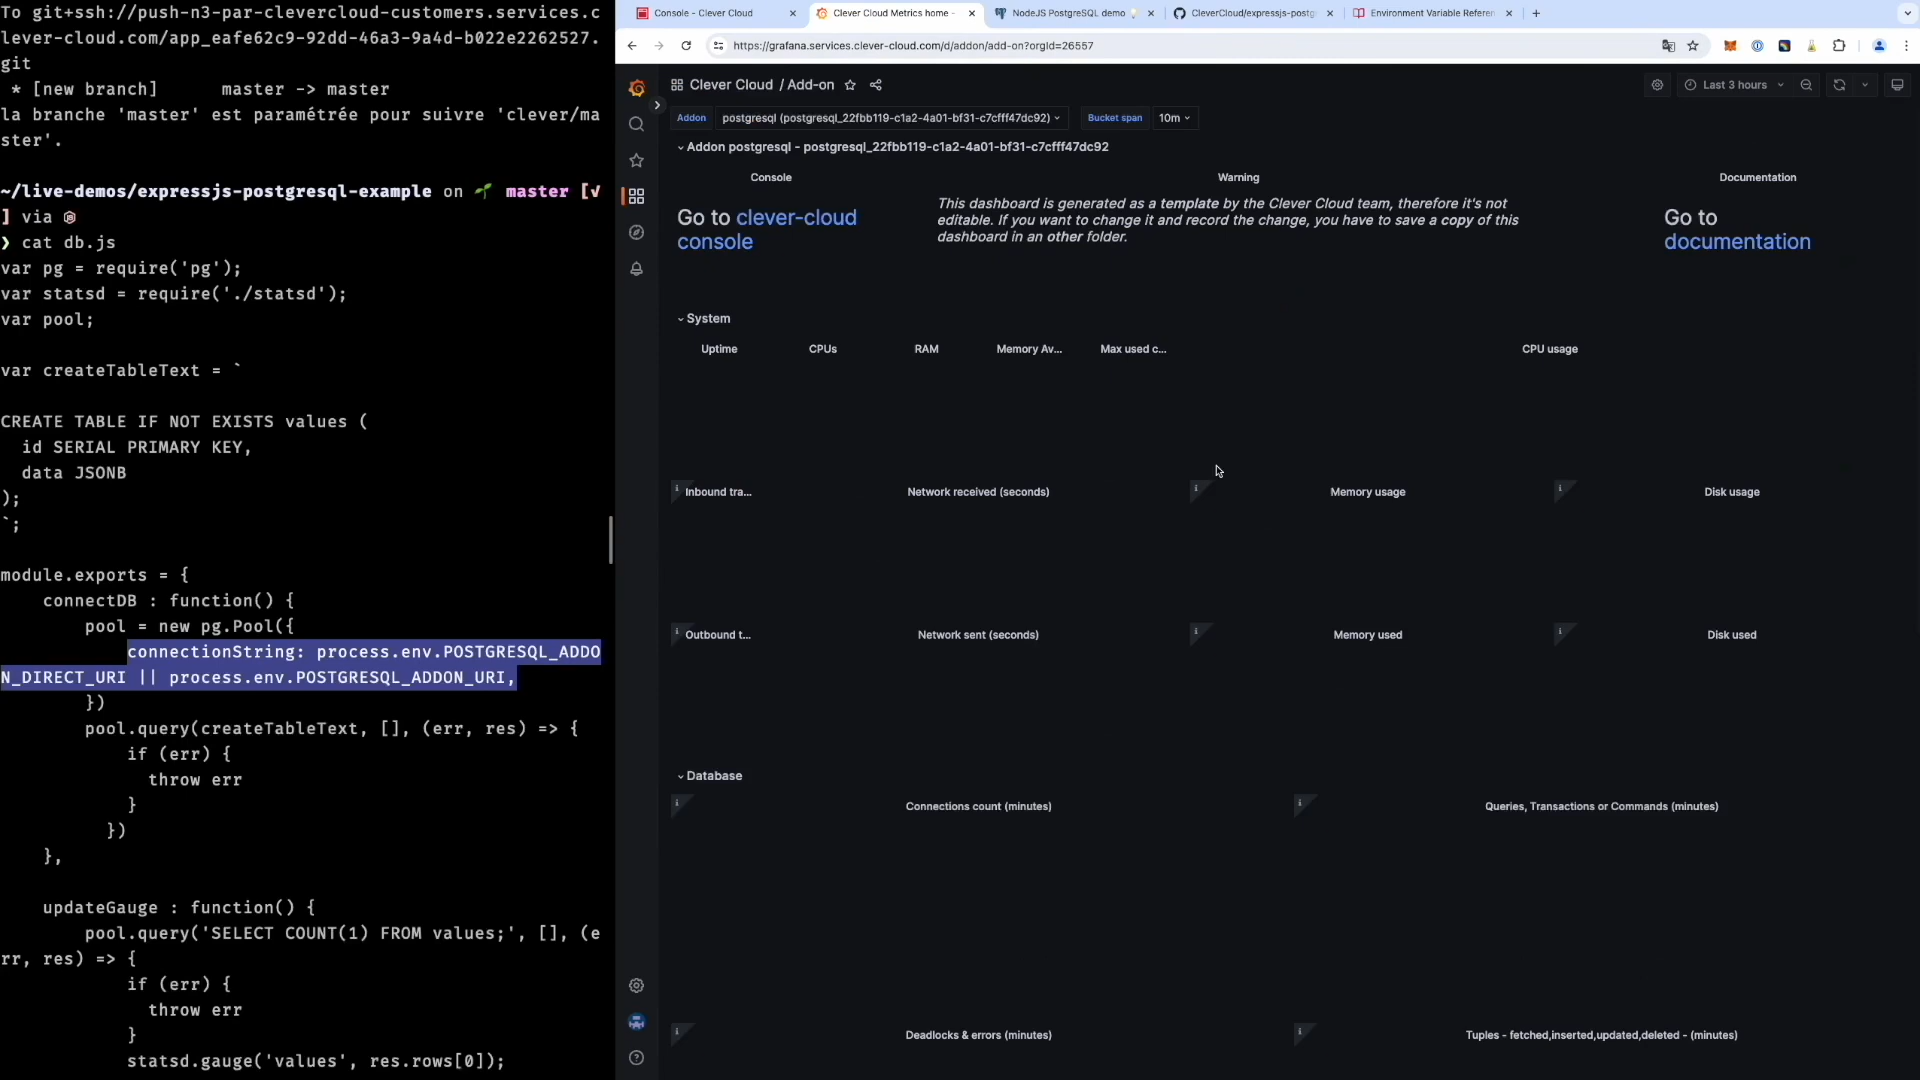 To git+ssh://push-n3-par-clevercloud-customers.services.c
lever-cloud.com/app_eafe62c9-92dd-46a3-9a4d-b022e2262527.
git
 * [new branch]      master -> master
la branche 'master' est paramétrée pour suivre 'clever/ma
ster'.
~/live-demos/expressjs-postgresql-example on master [√
] via
❯ cat db.js
var pg = require('pg');
var statsd = require('./statsd');
var pool;
var createTableText = `
CREATE TABLE IF NOT EXISTS values (
  id SERIAL PRIMARY KEY,
  data JSONB
);
`;
module.exports = {
    connectDB : function() {
        pool = new pg.Pool({
            connectionString: process.env.POSTGRESQL_ADDO
N_DIRECT_URI || process.env.POSTGRESQL_ADDON_URI,
        })
        pool.query(createTableText, [], (err, res) => {
            if (err) {
              throw err
            }
          })
    },
    updateGauge : function() {
        pool.query('SELECT COUNT(1) FROM values;', [], (e
rr, res) => {
            if (err) {
              throw err
            }
            statsd.gauge('values', res.rows[0]);
Console - Clever Cloud
Clever Cloud Metrics home -
NodeJS PostgreSQL demo
CleverCloud/expressjs-postg
Environment Variable Referen
https://grafana.services.clever-cloud.com/d/addon/add-on?orgId=26557
Clever Cloud / Add-on
Last 3 hours
Addon
postgresql (postgresql_22fbb119-c1a2-4a01-bf31-c7cfff47dc92)
Bucket span
10m
Addon postgresql - postgresql_22fbb119-c1a2-4a01-bf31-c7cfff47dc92
Console
Warning
Documentation
Go to clever-cloud
console
This dashboard is generated as a template by the Clever Cloud team, therefore it's not
editable. If you want to change it and record the change, you have to save a copy of this
dashboard in an other folder.
Go to
documentation
System
Uptime
CPUs
RAM
Memory Av...
Max used c...
CPU usage
Inbound tra...
Network received (seconds)
Memory usage
Disk usage
Outbound t...
Network sent (seconds)
Memory used
Disk used
Database
Connections count (minutes)
Queries, Transactions or Commands (minutes)
Deadlocks & errors (minutes)
Tuples - fetched,inserted,updated,deleted - (minutes)